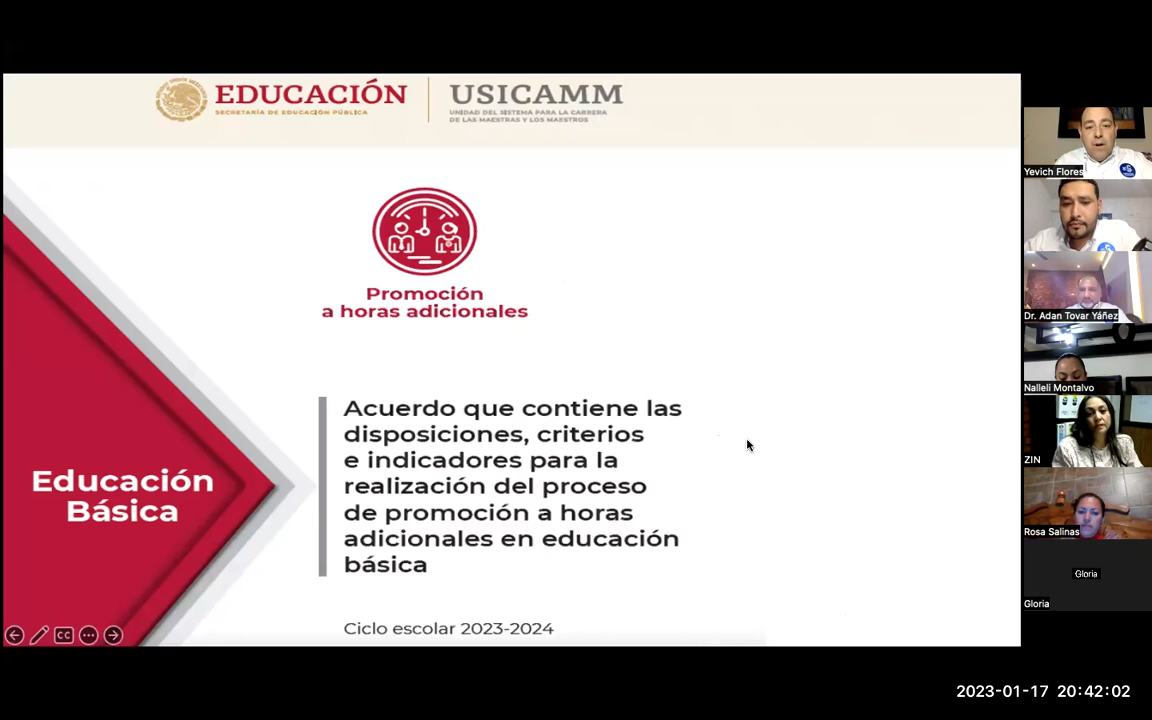 EDUCACIÓN
SECRETARÍA DE EDUCACIÓN PÚBLICA
USICAMM
UNIDAD DEL SISTEMA PARA LA CARRERA
DE LAS MAESTRAS Y LOS MAESTROS
Promoción
a horas adicionales
Acuerdo que contiene las
disposiciones, criterios
e indicadores para la
realización del proceso
de promoción a horas
adicionales en educación
básica
Ciclo escolar 2023-2024
Educación
Básica
CC
Yevich Flores
Dr. Adan Tovar Yáñez
Nalleli Montalvo
ZIN
Rosa Salinas
Gloria
Gloria
2023-01-17 20:42:02